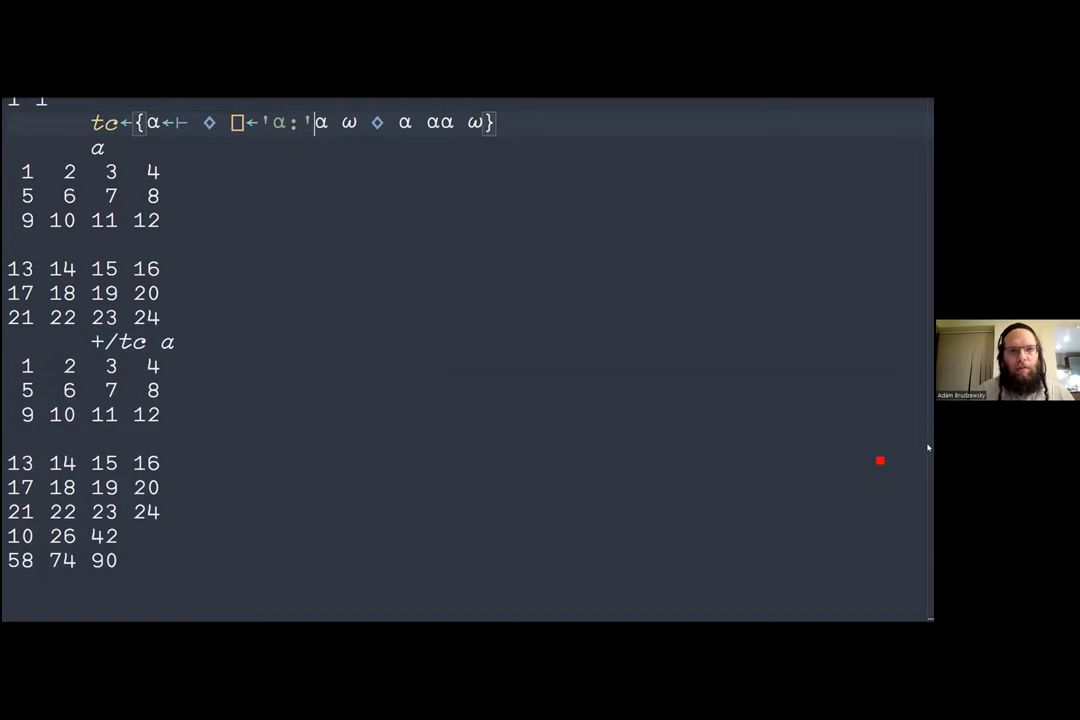 1 1
tc←{⍺←⊢ ⋄ ⎕←'⍺:'⍺ ⍵ ⋄ ⍺ ⍺⍺ ⍵}
a
1 2 3 4
5 6 7 8
9 10 11 12
13 14 15 16
17 18 19 20
21 22 23 24
+/tc a
1 2 3 4
5 6 7 8
9 10 11 12
13 14 15 16
17 18 19 20
21 22 23 24
10 26 42
58 74 90
Adám Brudzewsky